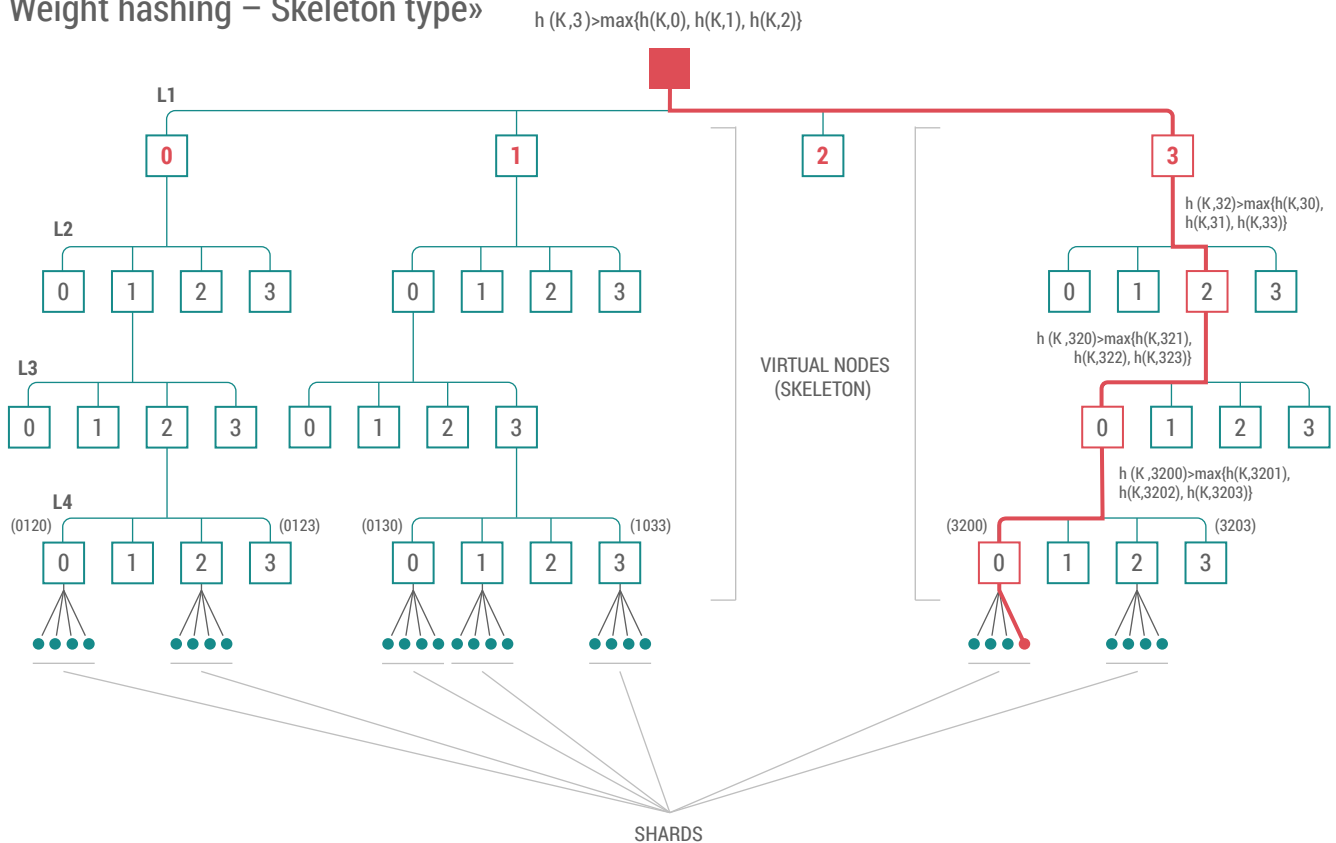 Weight hashing – Skeleton type»
h (K ,3 )>max{h(K,0), h(K,1), h(K,2)}
L1
0 1 2 3
h (K ,32)>max{h(K,30),
h(K,31), h(K,33)}
L2
0 1 2 3 0 1 2 3 0 1 2 3
h (K ,320)>max{h(K,321),
h(K,322), h(K,323)}
VIRTUAL NODES
(SKELETON)
L3
0 1 2 3 0 1 2 3 0 1 2 3
h (K ,3200)>max{h(K,3201),
h(K,3202), h(K,3203)}
L4
(0120) (0123) (0130) (1033) (3200) (3203)
0 1 2 3 0 1 2 3 0 1 2 3
SHARDS